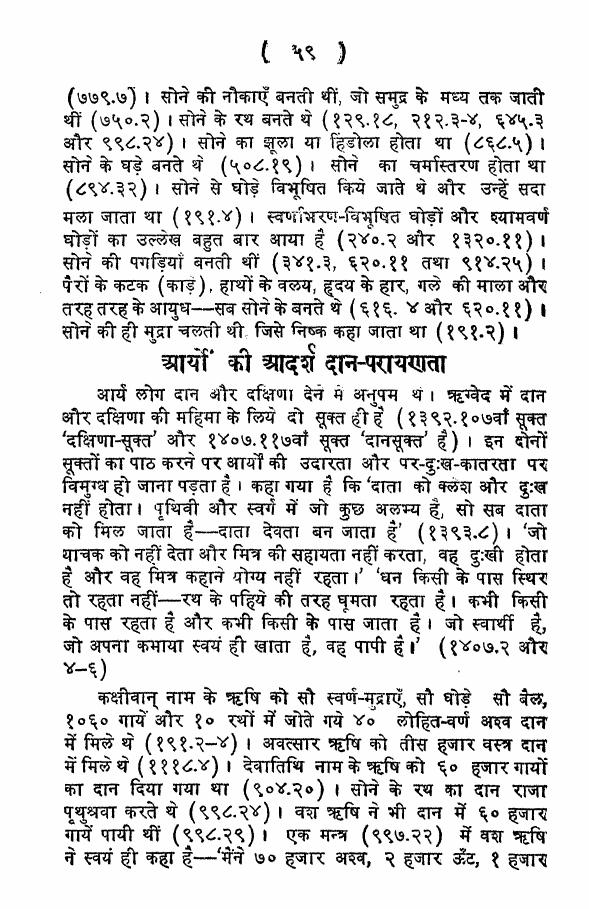 ( ५९ )
(७७९.७) । सोने की नौकाएँ बनती थीं, जो समुद्र के मध्य तक जाती
थीं (७५०.२) । सोने के रथ बनते थे (१२९.१८, २१२.३-४, ६४५.३
और ९९८.२४) । सोने का झूला या हिंडोला होता था (८६८.५) ।
सोने के घड़े बनते थे (५०८.१९) । सोने का चर्मास्तरण होता था
(८९४.३२) । सोने से घोड़े विभूषित किये जाते थे और उन्हें सदा
मला जाता था (१९१.४) । स्वर्णाभरण-विभूषित घोड़ों और श्यामवर्ण
घोड़ों का उल्लेख बहुत बार आया है (२४०.२ और १३२०.११) ।
सोने की पगड़ियाँ बनती थीं (३४१.३, ६२०.११ तथा ९१४.२५) ।
पैरों के कटक (काड़े), हाथों के वलय, हृदय के हार, गले की माला और
तरह तरह के आयुध—सब सोने के बनते थे (६१६. ४ और ६२०.११) ।
सोने की ही मुद्रा चलती थी जिसे निष्क कहा जाता था (१९१.२) ।
आर्यों की आदर्श दान-परायणता
आर्य लोग दान और दक्षिणा देने में अनुपम थे । ऋग्वेद में दान
और दक्षिणा की महिमा के लिये दो सूक्त ही हैं (१३९२.१०७वाँ सूक्त
‘दक्षिणा-सूक्त’ और १४०७.११७वाँ सूक्त ‘दानसूक्त’ है) । इन दोनों
सूक्तों का पाठ करने पर आर्यों की उदारता और पर-दुःख-कातरता पर
विमुग्ध हो जाना पड़ता है । कहा गया है कि ‘दाता को क्लेश और दुःख
नहीं होता । पृथिवी और स्वर्ग में जो कुछ अलभ्य है, सो सब दाता
को मिल जाता है—दाता देवता बन जाता है’ (१३९३.८) । ‘जो
याचक को नहीं देता और मित्र की सहायता नहीं करता, वह दुःखी होता
है और वह मित्र कहाने योग्य नहीं रहता ।’ ‘धन किसी के पास स्थिर
तो रहता नहीं—रथ के पहिये की तरह घूमता रहता है । कभी किसी
के पास रहता है और कभी किसी के पास जाता है । जो स्वार्थी है,
जो अपना कमाया स्वयं ही खाता है, वह पापी है ।’ (१४०७.२ और
४-६)
कक्षीवान् नाम के ऋषि को सौ स्वर्ण-मुद्राएँ, सौ घोड़े सौ बैल,
१०६० गायें और १० रथों में जोते गये ४० लोहित-वर्ण अश्व दान
में मिले थे (१९१.२-४) । अवत्सार ऋषि को तीस हजार वस्त्र दान
में मिले थे (१११८.४) । देवातिथि नाम के ऋषि को ६० हजार गायों
का दान दिया गया था (९०४.२०) । सोने के रथ का दान राजा
पृथुश्रवा करते थे (९९८.२४) । वश ऋषि ने भी दान में ६० हजार
गायें पायी थीं (९९८.२९) । एक मन्त्र (९९७.२२) में वश ऋषि
ने स्वयं ही कहा है—‘मैंने ७० हजार अश्व, २ हजार ऊँट, १ हजार